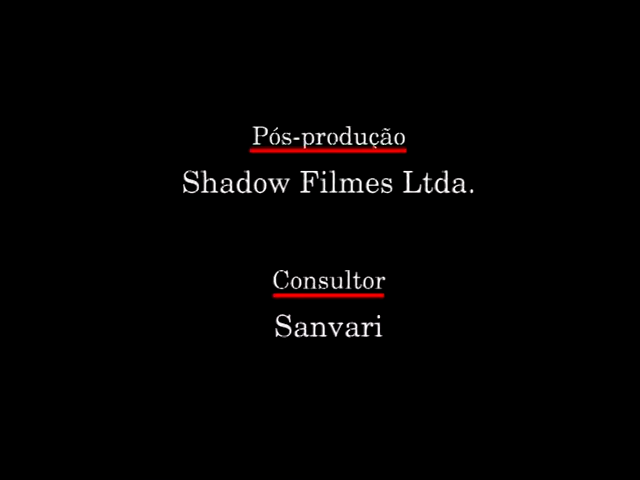 Pós-produção
Shadow Filmes Ltda.
Consultor
Sanvari